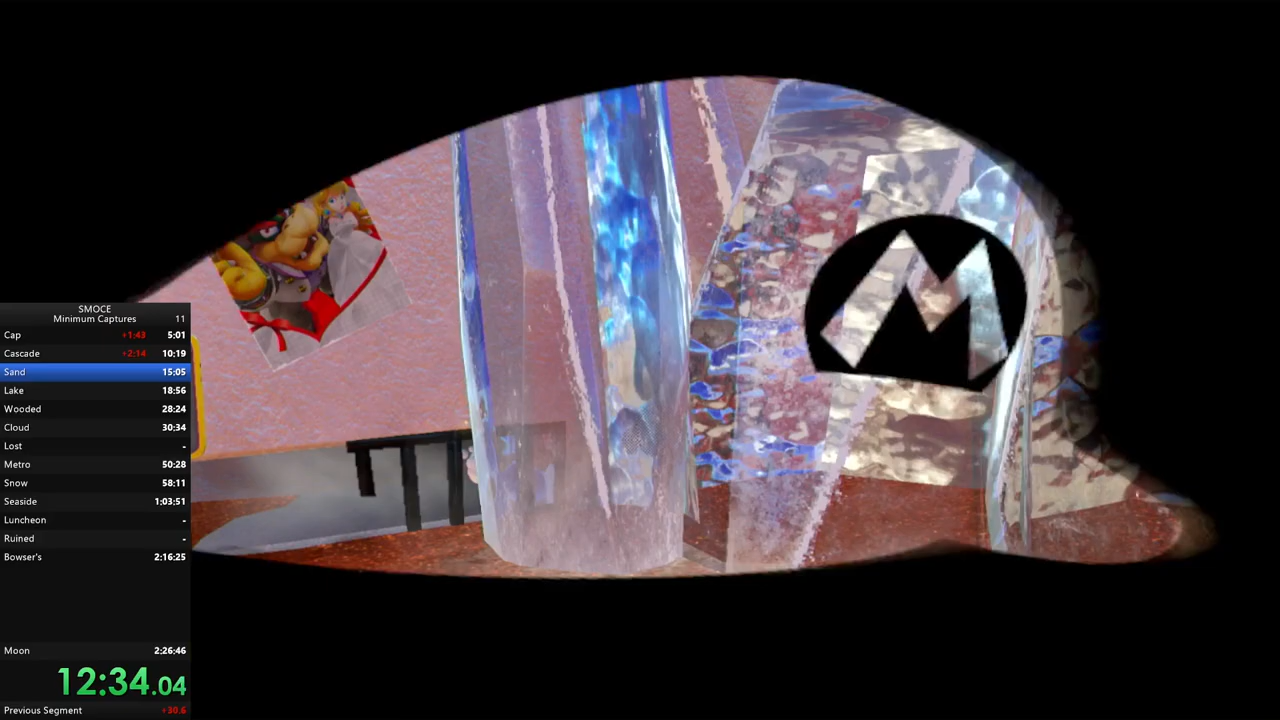 SMOCE
Minimum Captures 11
Cap +1:43 5:01
Cascade +2:14 10:19
Sand 15:05
Lake 18:56
Wooded 28:24
Cloud 30:34
Lost -
Metro 50:28
Snow 58:11
Seaside 1:03:51
Luncheon -
Ruined -
Bowser's 2:16:25
Moon 2:26:46
12:34.04
Previous Segment +30.6
M